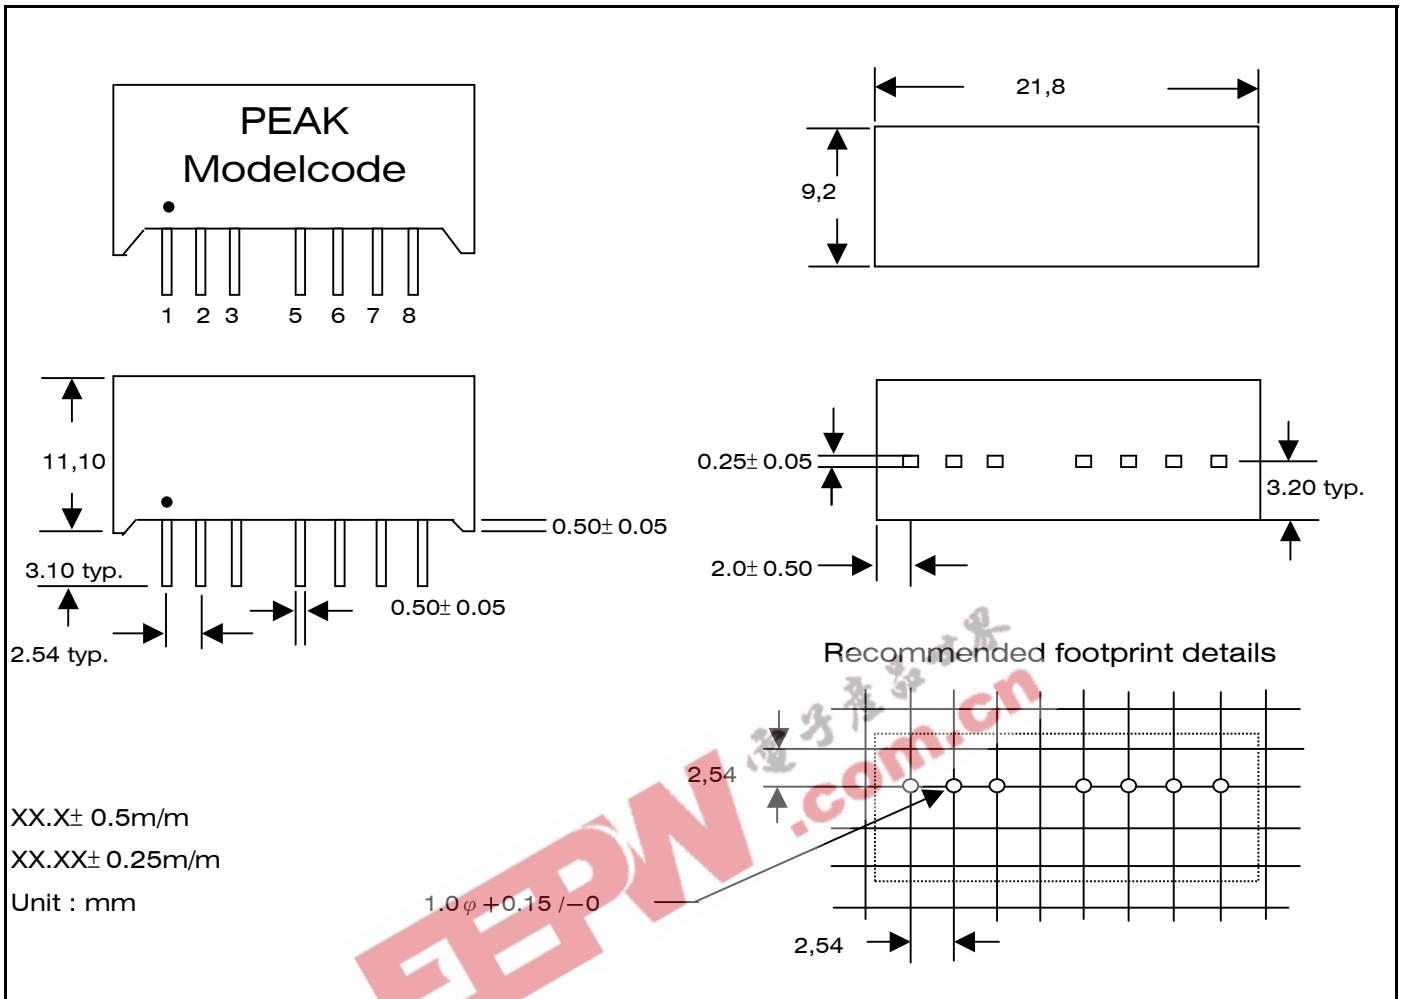 PEAK
Modelcode
1 2 3 5 6 7 8
21,8
9,2
11,10
0.50± 0.05
3.10 typ.
0.50± 0.05
2.54 typ.
0.25± 0.05
3.20 typ.
2.0± 0.50
Recommended footprint details
2,54
1.0 φ +0.15 /−0
2,54
XX.X± 0.5m/m
XX.XX± 0.25m/m
Unit : mm
EEPW
.com.cn
電子產品世界